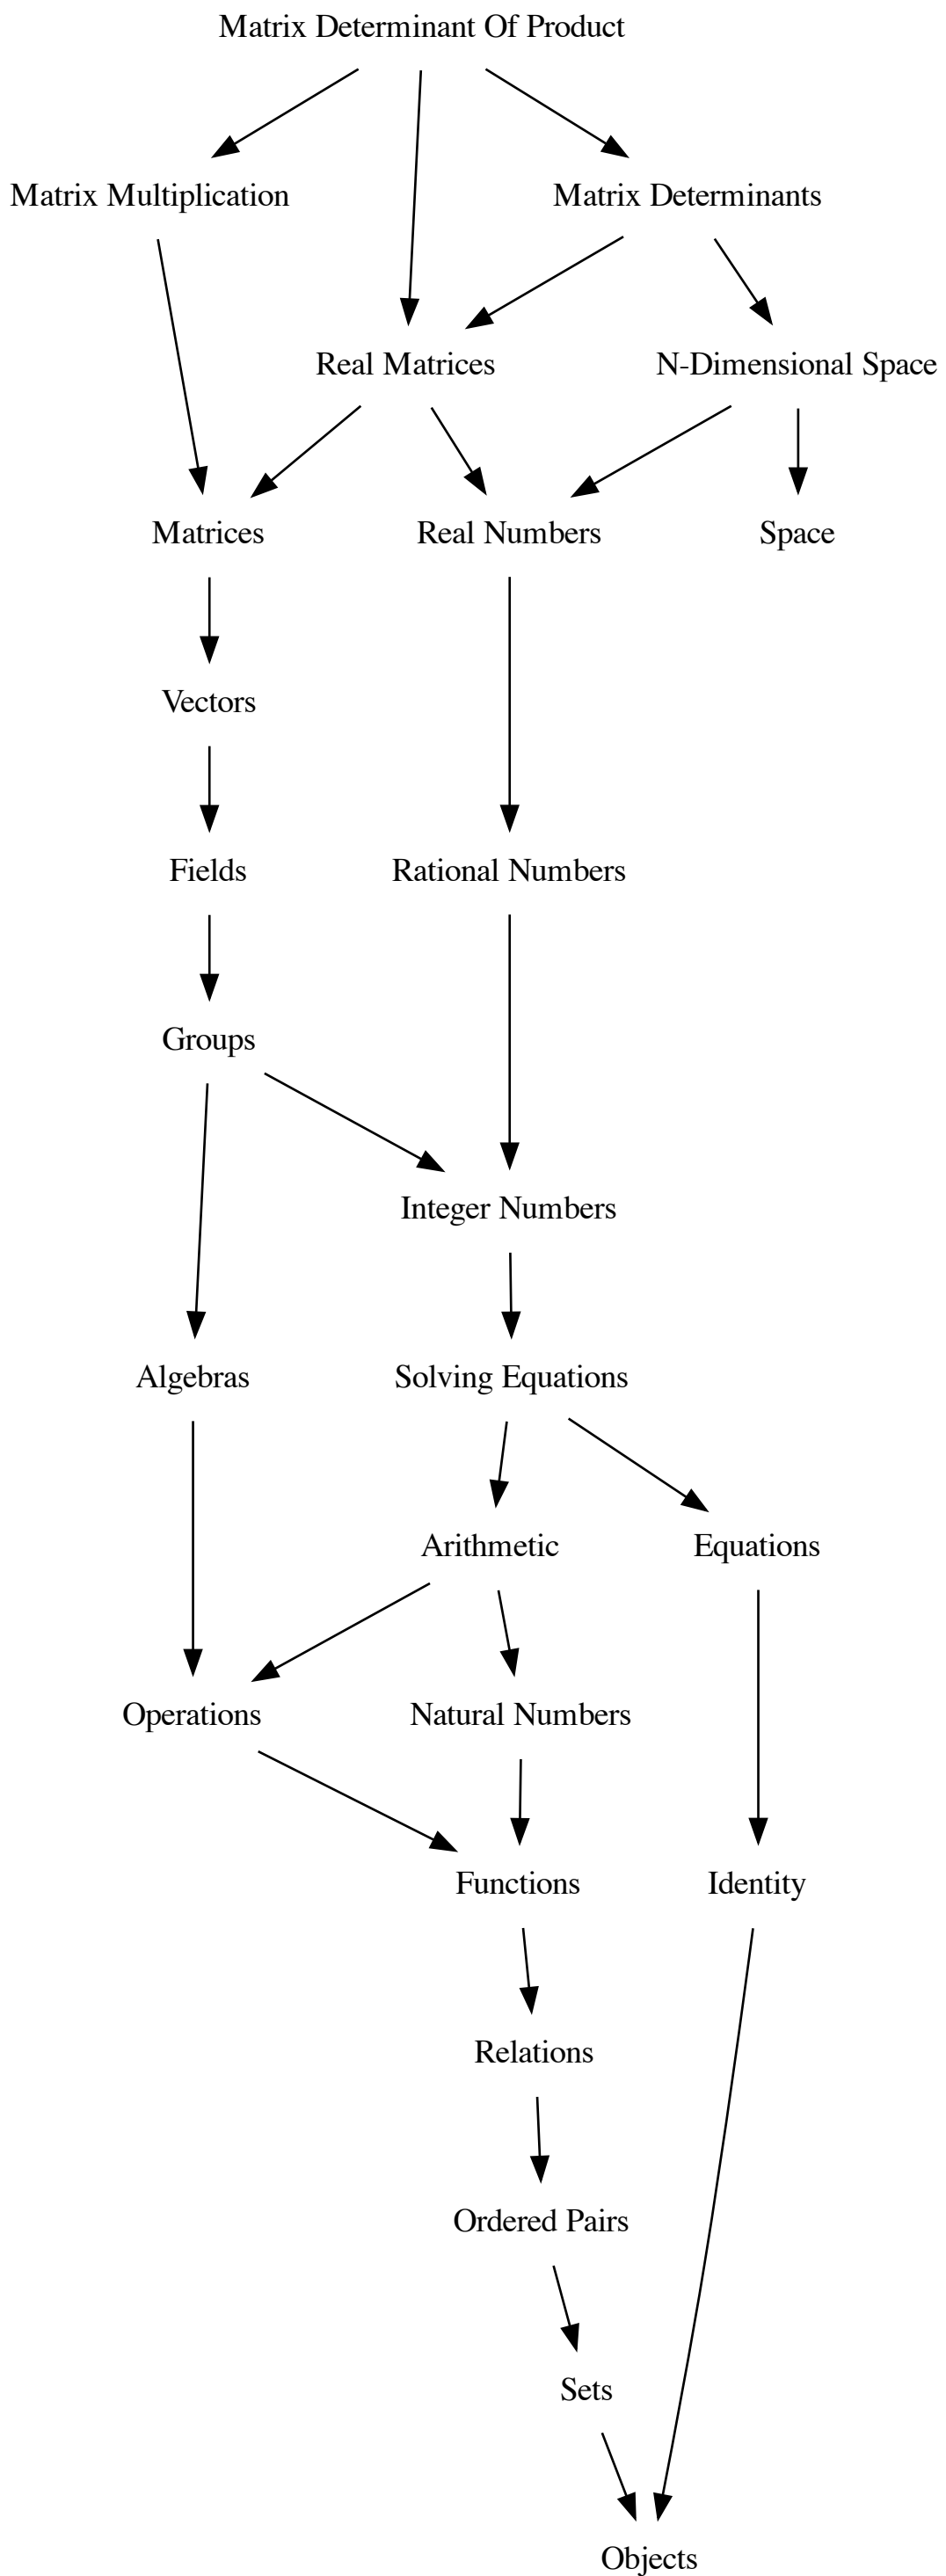 Matrix Determinant Of Product
Matrix Multiplication
Matrix Determinants
Real Matrices
N-Dimensional Space
Matrices
Real Numbers
Space
Vectors
Fields
Rational Numbers
Groups
Integer Numbers
Algebras
Solving Equations
Arithmetic
Equations
Operations
Natural Numbers
Functions
Identity
Relations
Ordered Pairs
Sets
Objects